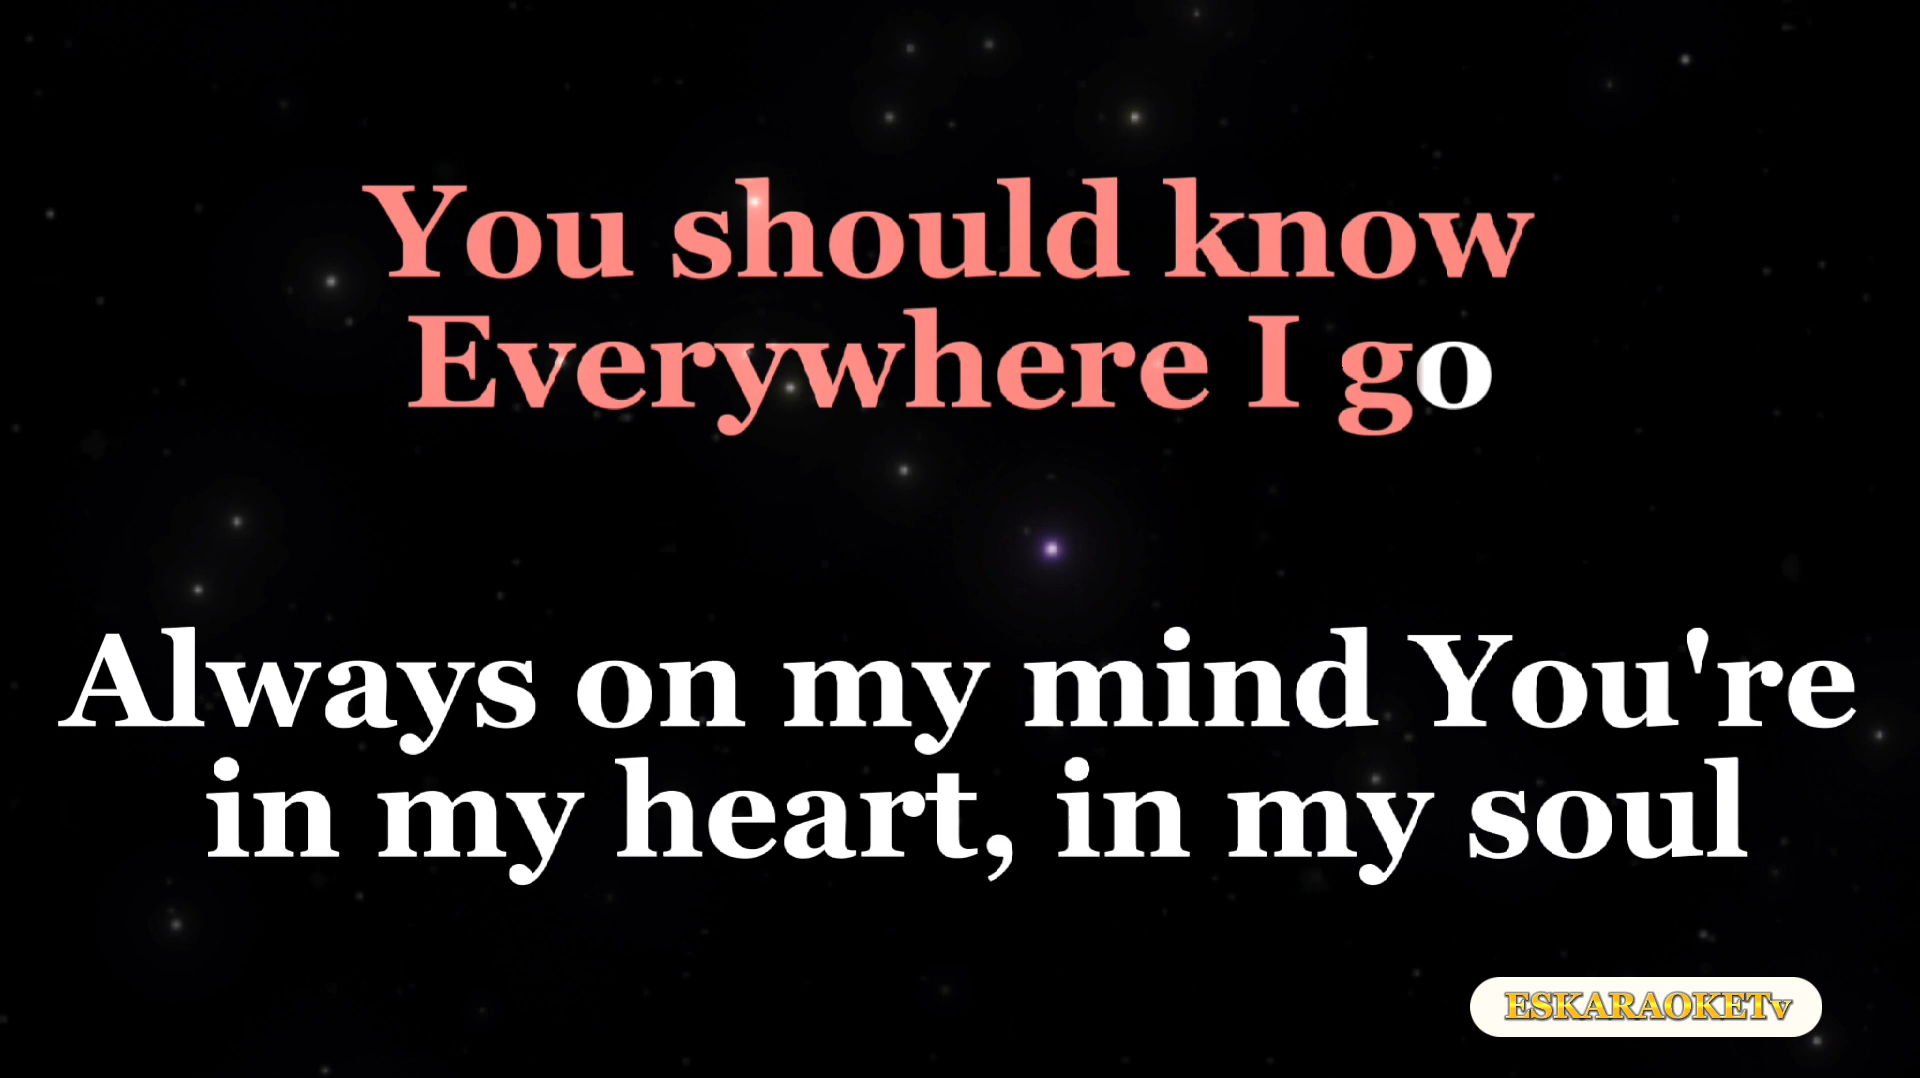 You should know
Everywhere I go
Always on my mind You're
in my heart, in my soul
ESKARAOKETv